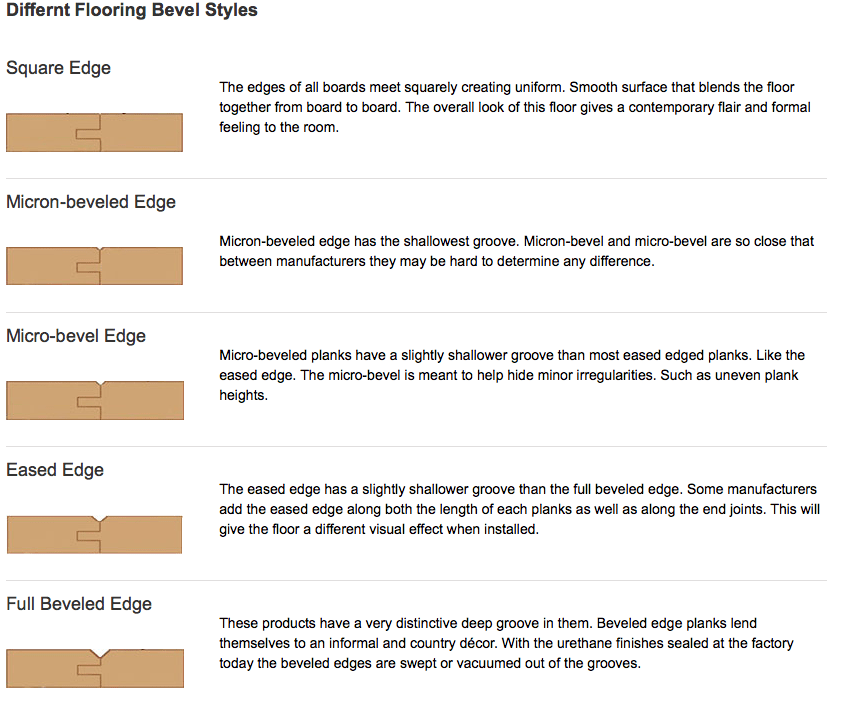 Differnt Flooring Bevel Styles
Square Edge
The edges of all boards meet squarely creating uniform. Smooth surface that blends the floor
together from board to board. The overall look of this floor gives a contemporary flair and formal
feeling to the room.
Micron-beveled Edge
Micron-beveled edge has the shallowest groove. Micron-bevel and micro-bevel are so close that
between manufacturers they may be hard to determine any difference.
Micro-bevel Edge
Micro-beveled planks have a slightly shallower groove than most eased edged planks. Like the
eased edge. The micro-bevel is meant to help hide minor irregularities. Such as uneven plank
heights.
Eased Edge
The eased edge has a slightly shallower groove than the full beveled edge. Some manufacturers
add the eased edge along both the length of each planks as well as along the end joints. This will
give the floor a different visual effect when installed.
Full Beveled Edge
These products have a very distinctive deep groove in them. Beveled edge planks lend
themselves to an informal and country décor. With the urethane finishes sealed at the factory
today the beveled edges are swept or vacuumed out of the grooves.